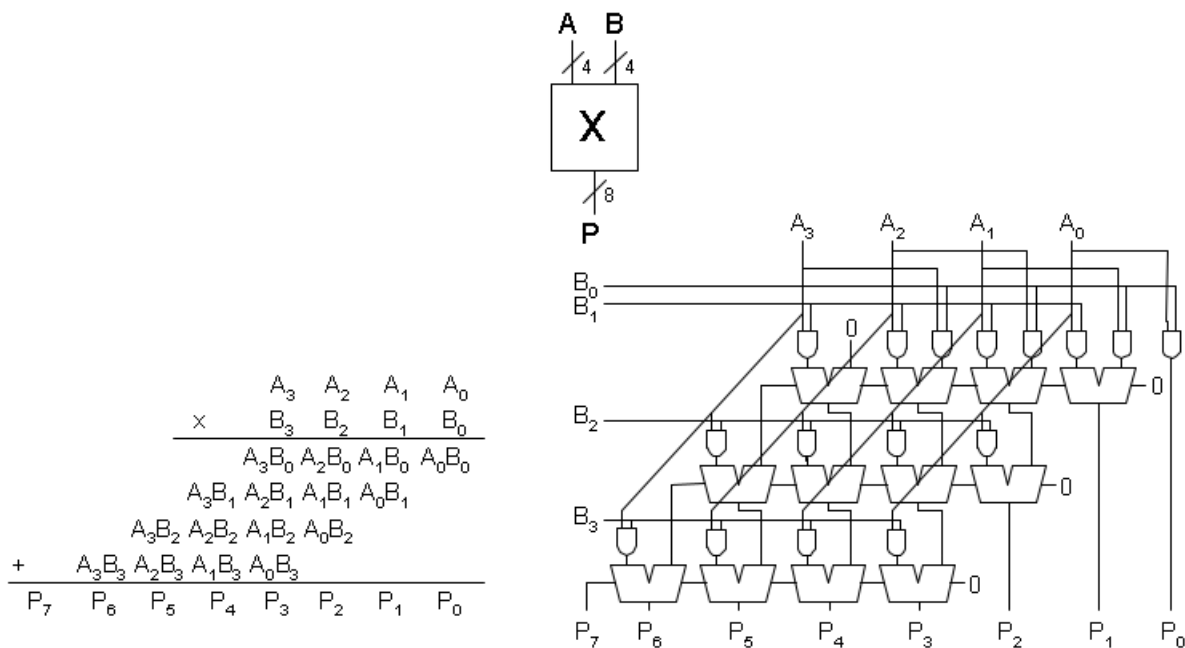 A B
4 4
X
8
P
A₃ A₂ A₁ A₀
B₀
B₁
0
0
B₂
0
B₃
0
P₇ P₆ P₅ P₄ P₃ P₂ P₁ P₀
A₃ A₂ A₁ A₀
x B₃ B₂ B₁ B₀
A₃B₀ A₂B₀ A₁B₀ A₀B₀
A₃B₁ A₂B₁ A₁B₁ A₀B₁
A₃B₂ A₂B₂ A₁B₂ A₀B₂
+ A₃B₃ A₂B₃ A₁B₃ A₀B₃
P₇ P₆ P₅ P₄ P₃ P₂ P₁ P₀